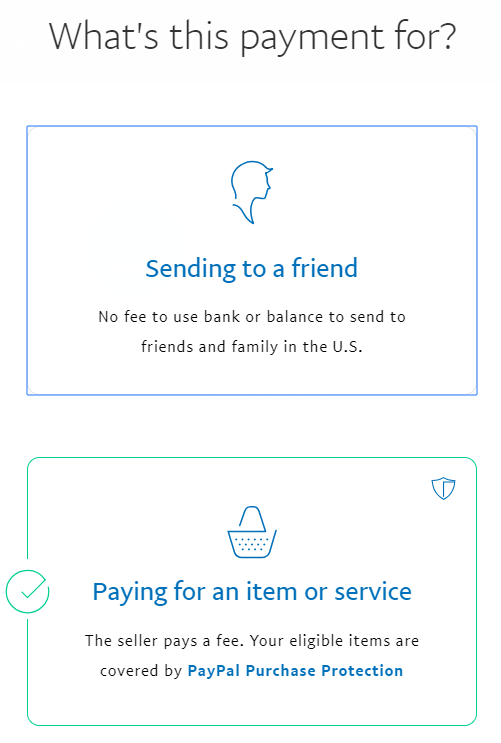 What's this payment for?
Sending to a friend
No fee to use bank or balance to send to
friends and family in the U.S.
Paying for an item or service
The seller pays a fee. Your eligible items are
covered by PayPal Purchase Protection